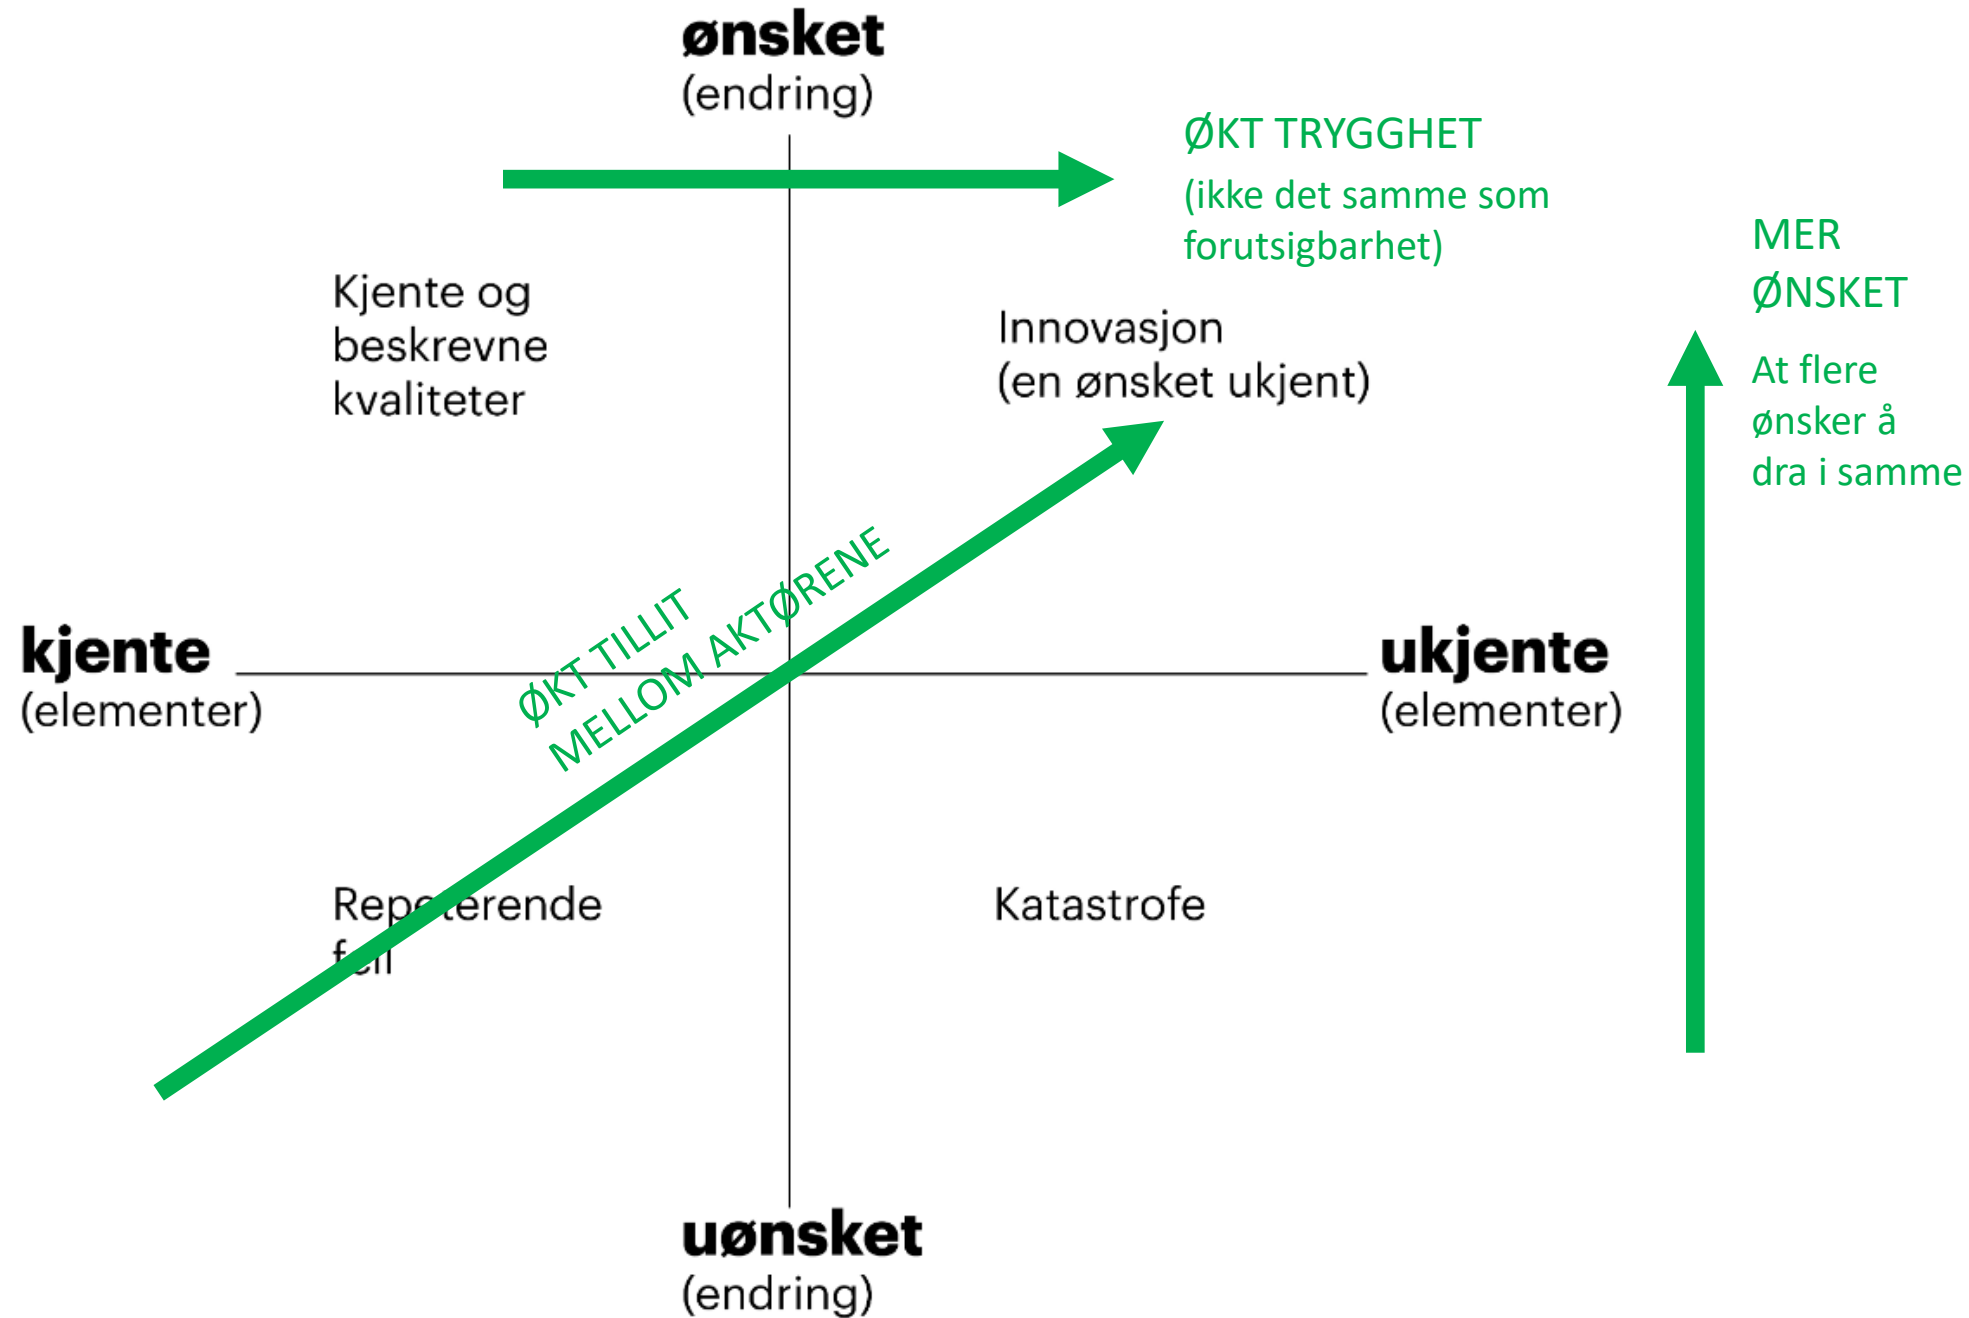 ønsket
(endring)
ØKT TRYGGHET
(ikke det samme som
forutsigbarhet)
MER
ØNSKET
At flere
ønsker å
dra i samme
Kjente og
beskrevne
kvaliteter
Innovasjon
(en ønsket ukjent)
ØKT TILLIT
MELLOM AKTØRENE
kjente
(elementer)
ukjente
(elementer)
Repeterende
feil
Katastrofe
uønsket
(endring)